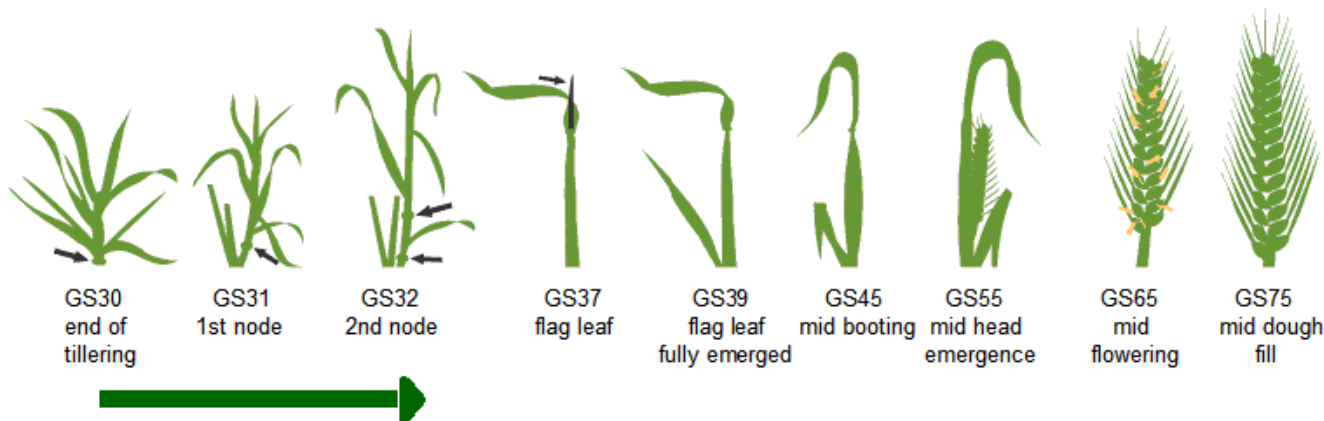 GS30
end of
tillering
GS31
1st node
GS32
2nd node
GS37
flag leaf
GS39
flag leaf
fully emerged
GS45
mid booting
GS55
mid head
emergence
GS65
mid
flowering
GS75
mid dough
fill